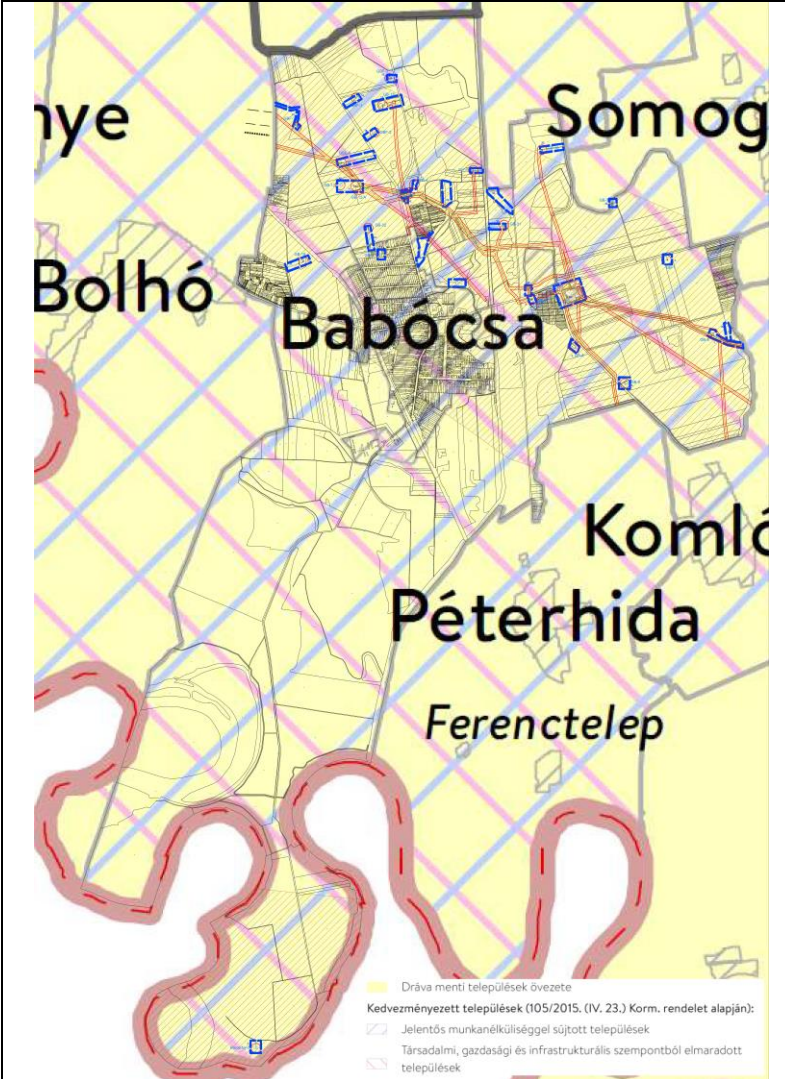 nye
Somog
Bolhó
Babócsa
Komló
Péterhida
Ferenctelep
Dráva menti települések övezete
Kedvezményezett települések (105/2015. (IV. 23.) Korm. rendelet alapján):
Jelentős munkanélküliséggel sújtott települések
Társadalmi, gazdasági és infrastrukturális szempontból elmaradott
települések